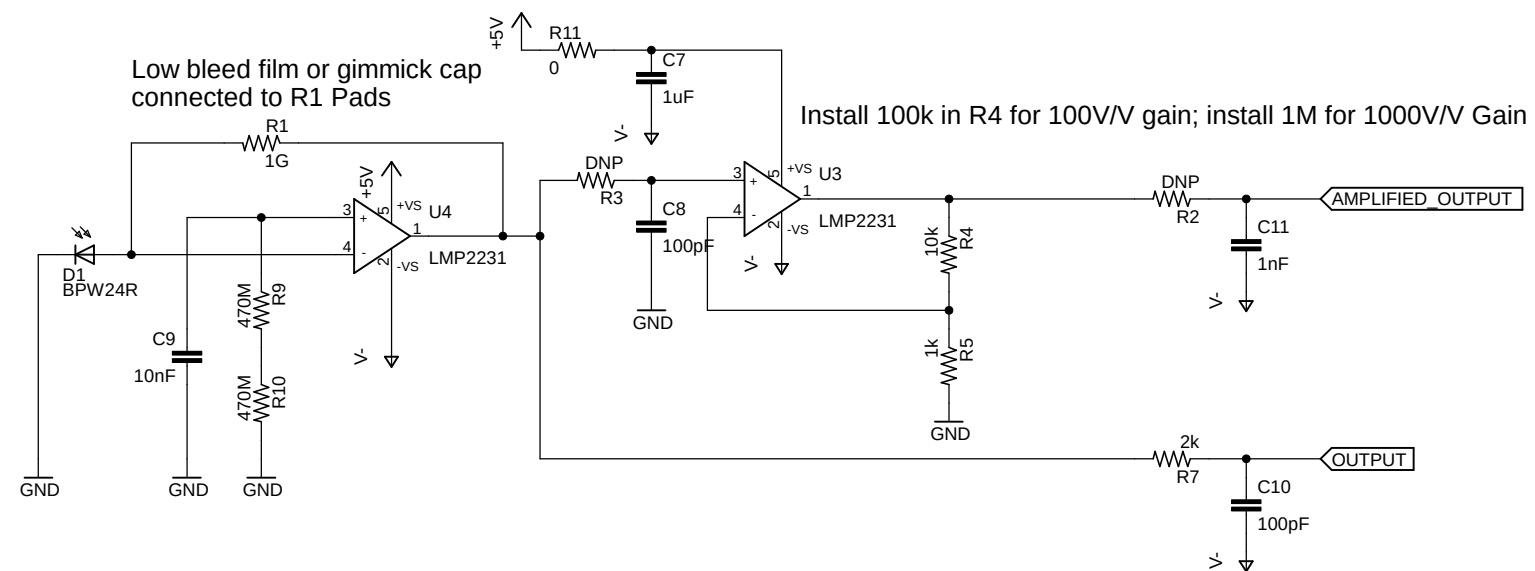 +5V
R11
0
C7
1uF
V-
Low bleed film or gimmick cap
connected to R1 Pads
Install 100k in R4 for 100V/V gain; install 1M for 1000V/V Gain
R1
1G
+5V
3
+
4
-
5
+VS
U4
1
2
-VS
LMP2231
V-
D1
BPW24R
C9
10nF
470M
R9
470M
R10
GND
GND
GND
DNP
R3
C8
100pF
GND
3
+
4
-
5
+VS
U3
1
2
-VS
LMP2231
V-
10k
R4
1k
R5
GND
DNP
R2
AMPLIFIED_OUTPUT
C11
1nF
V-
2k
R7
OUTPUT
C10
100pF
V-